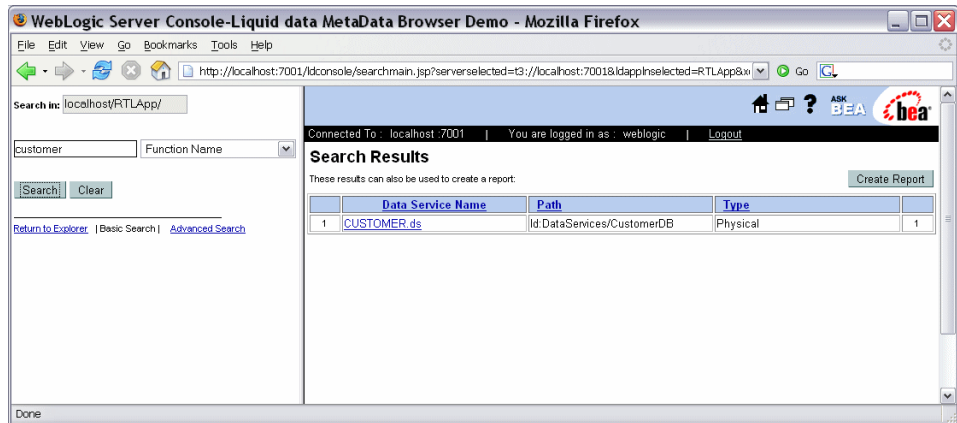 WebLogic Server Console-Liquid data MetaData Browser Demo - Mozilla Firefox
File Edit View Go Bookmarks Tools Help
http://localhost:7001/ldconsole/searchmain.jsp?serverselected=t3://localhost:7001&ldappInselected=RTLApp&x Go G
Search in: localhost/RTLApp/
customer Function Name
Search Clear
Return to Explorer | Basic Search | Advanced Search
? ASK BEA bea
Connected To : localhost :7001 | You are logged in as : weblogic | Logout
Search Results
These results can also be used to create a report: Create Report
Data Service Name Path Type
1 CUSTOMER.ds ld:DataServices/CustomerDB Physical 1
Done